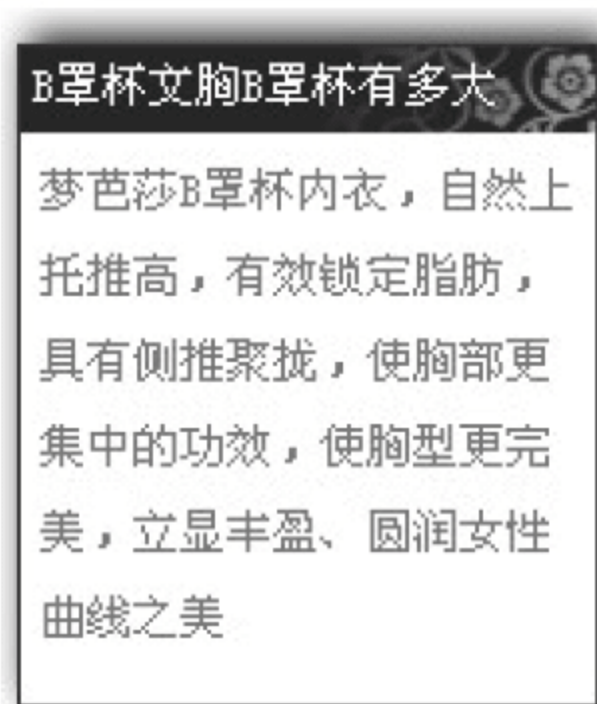 B罩杯文胸B罩杯有多大
梦芭莎B罩杯内衣，自然上
托推高，有效锁定脂肪，
具有侧推聚拢，使胸部更
集中的功效，使胸型更完
美，立显丰盈、圆润女性
曲线之美